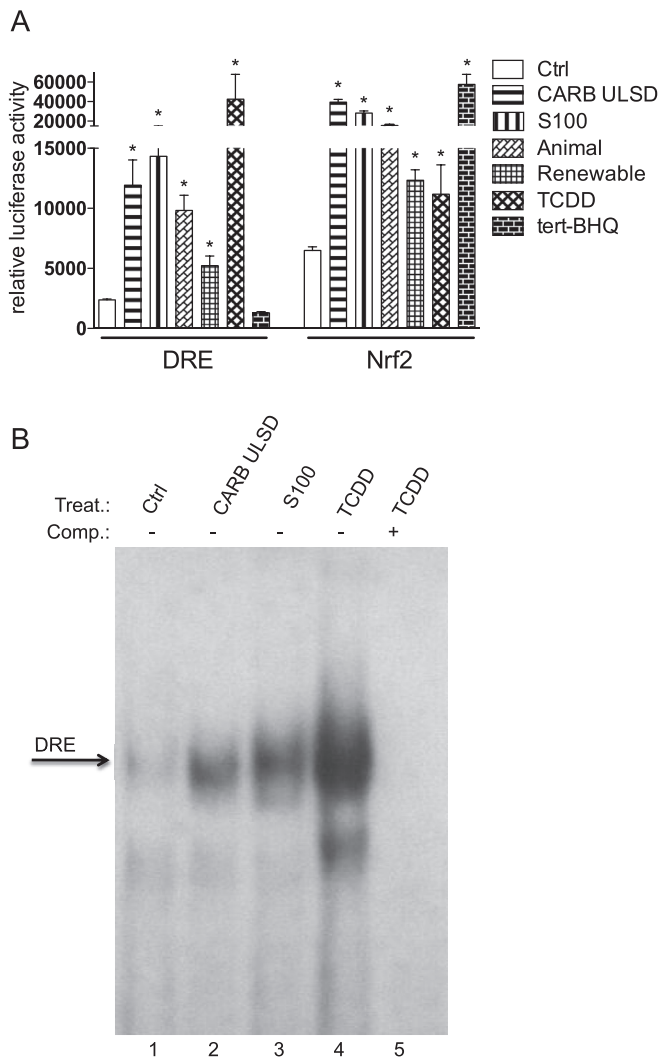 A
relative luciferase activity
60000
40000
20000
15000
10000
5000
0
* * * * *
* * * * * *
DRE
Nrf2
Ctrl
CARB ULSD
S100
Animal
Renewable
TCDD
tert-BHQ
B
Treat.: Ctrl CARB ULSD S100 TCDD TCDD
Comp.: - - - - +
DRE
1 2 3 4 5